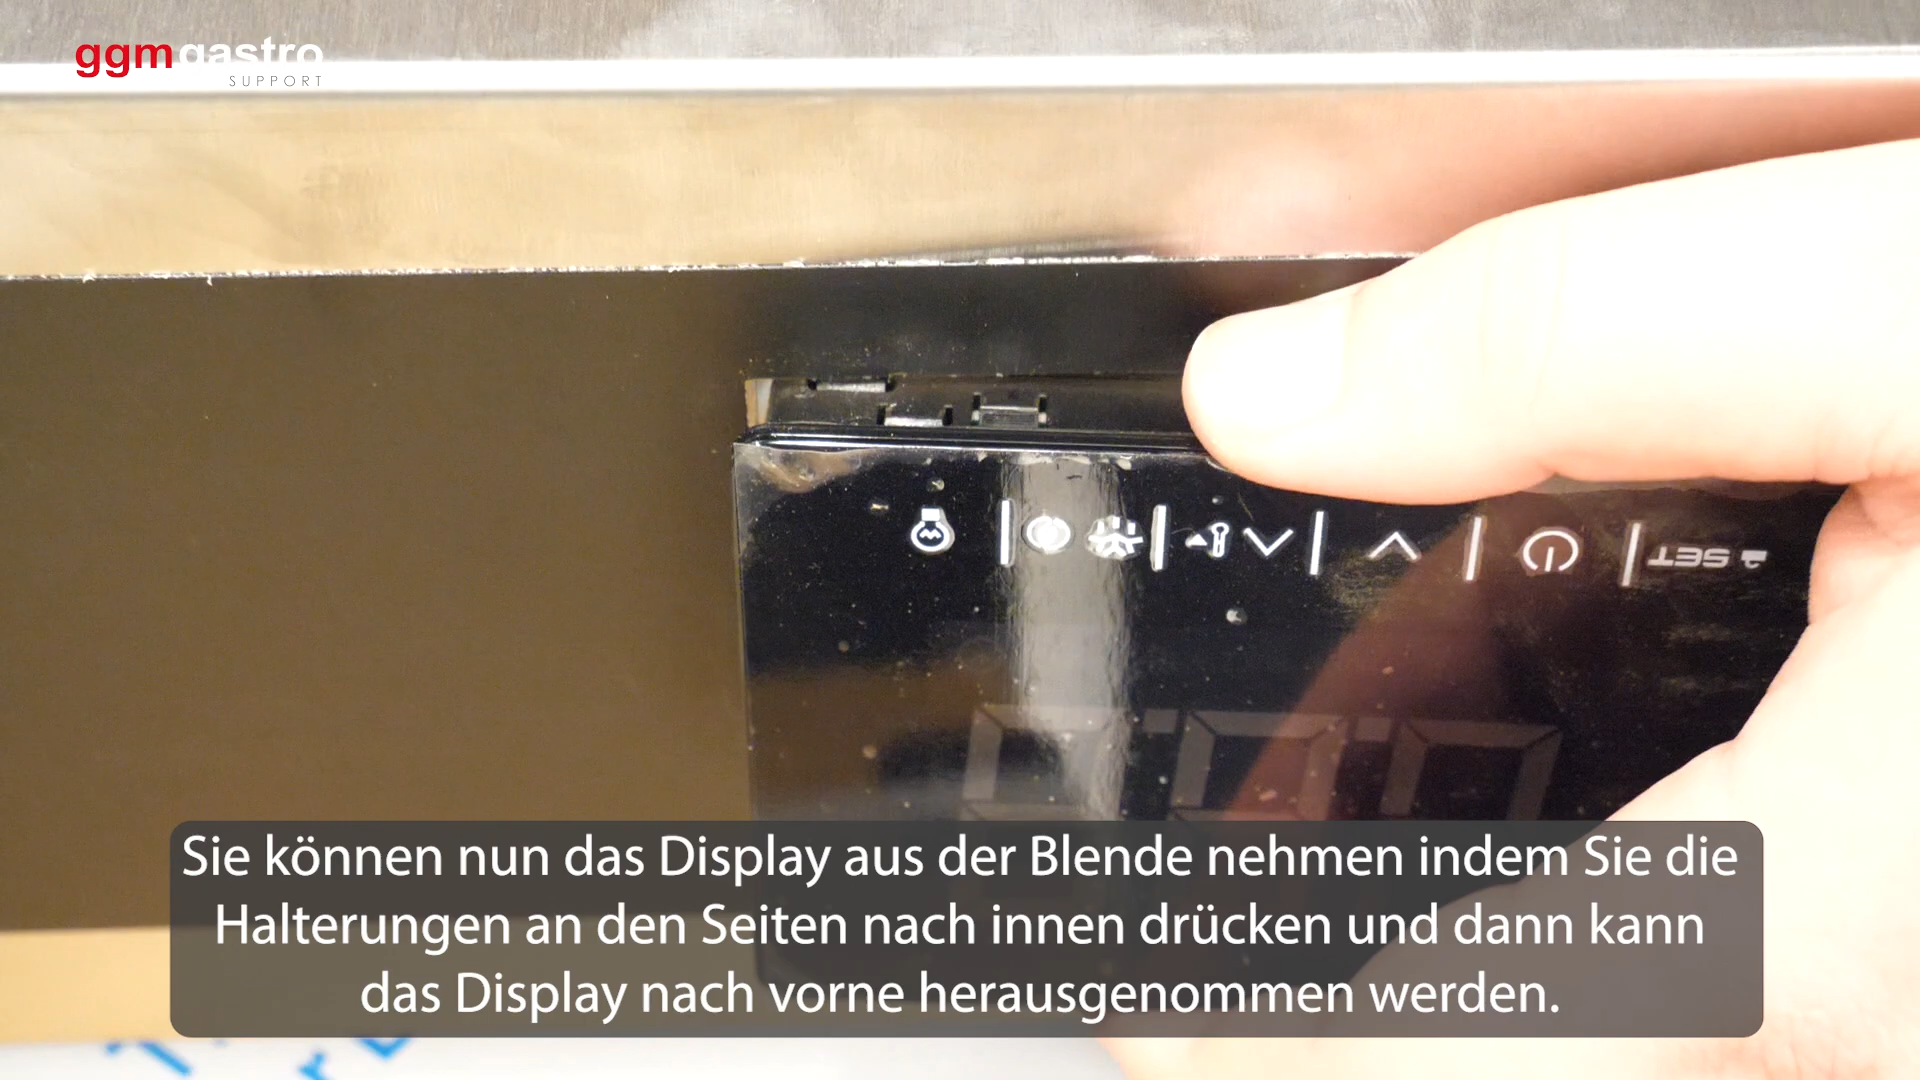 ggmgastro
SUPPORT
SET
Sie können nun das Display aus der Blende nehmen indem Sie die
Halterungen an den Seiten nach innen drücken und dann kann
das Display nach vorne herausgenommen werden.